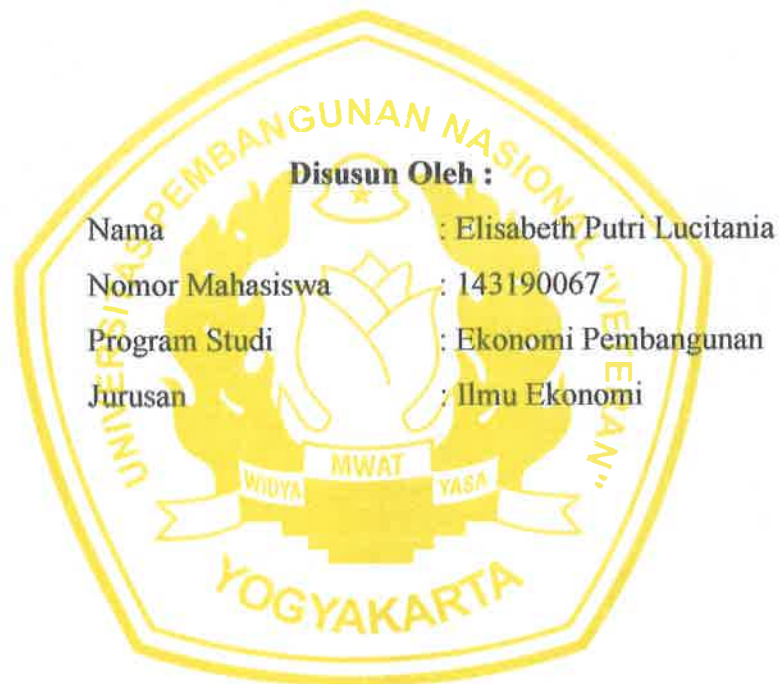 UNIVERSITAS PEMBANGUNAN NASIONAL "VETERAN"
Disusun Oleh :
Nama : Elisabeth Putri Lucitania
Nomor Mahasiswa : 143190067
Program Studi : Ekonomi Pembangunan
Jurusan : Ilmu Ekonomi
WIDYA MWAT YASA
YOGYAKARTA